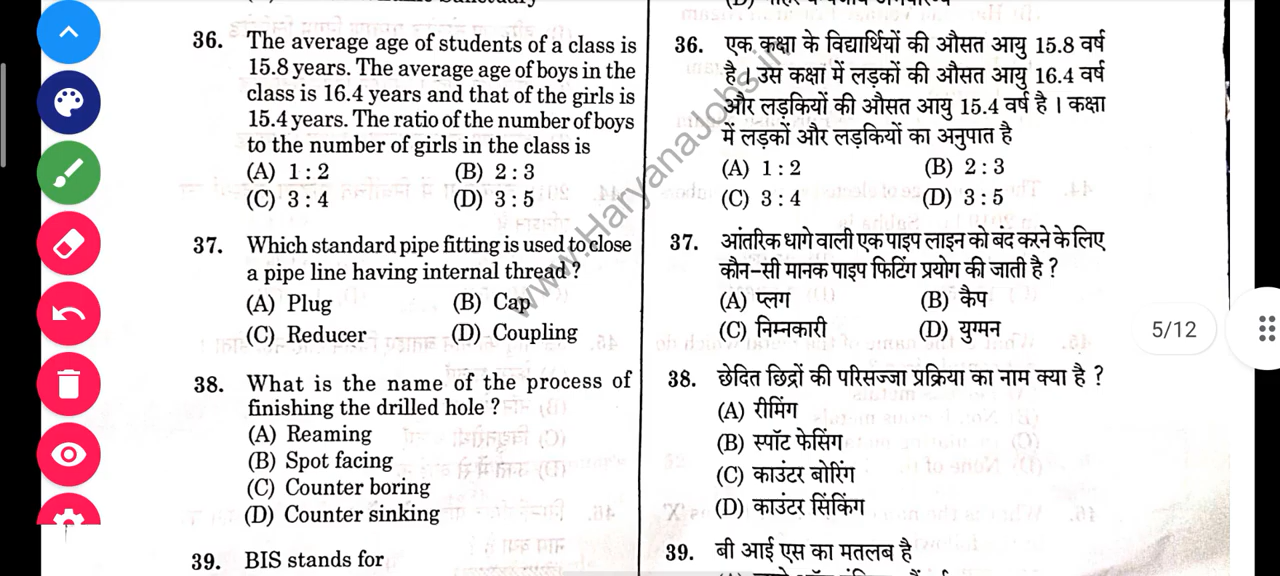 36. The average age of students of a class is
15.8 years. The average age of boys in the
class is 16.4 years and that of the girls is
15.4 years. The ratio of the number of boys
to the number of girls in the class is
(A) 1 : 2 (B) 2 : 3
(C) 3 : 4 (D) 3 : 5
37. Which standard pipe fitting is used to close
a pipe line having internal thread ?
(A) Plug (B) Cap
(C) Reducer (D) Coupling
38. What is the name of the process of
finishing the drilled hole ?
(A) Reaming
(B) Spot facing
(C) Counter boring
(D) Counter sinking
39. BIS stands for
36. एक कक्षा के विद्यार्थियों की औसत आयु 15.8 वर्ष
है । उस कक्षा में लड़कों की औसत आयु 16.4 वर्ष
और लड़कियों की औसत आयु 15.4 वर्ष है । कक्षा
में लड़कों और लड़कियों का अनुपात है
(A) 1 : 2 (B) 2 : 3
(C) 3 : 4 (D) 3 : 5
37. आंतरिक धागे वाली एक पाइप लाइन को बंद करने के लिए
कौन-सी मानक पाइप फिटिंग प्रयोग की जाती है ?
(A) प्लग (B) कैप
(C) निम्नकारी (D) युग्मन
38. छेदित छिद्रों की परिसज्जा प्रक्रिया का नाम क्या है ?
(A) रीमिंग
(B) स्पॉट फेसिंग
(C) काउंटर बोरिंग
(D) काउंटर सिंकिंग
39. बी आई एस का मतलब है
www.HaryanaJobs.in
5/12